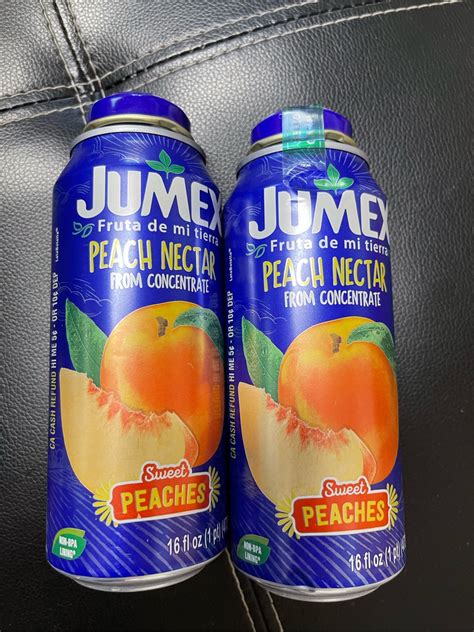 JUMEX
Fruta de mi tierra
PEACH NECTAR
FROM CONCENTRATE
CA CASH REFUND HI ME 5¢ - OR 10¢ DEP
Sweet
PEACHES
NON-BPA
LINING*
16 fl oz (1 pt)
JUMEX
Fruta de mi tierra
PEACH NECTAR
FROM CONCENTRATE
CA CASH REFUND HI ME 5¢ - OR 10¢ DEP
Sweet
PEACHES
NON-BPA
LINING*
16 fl oz (1 pt)